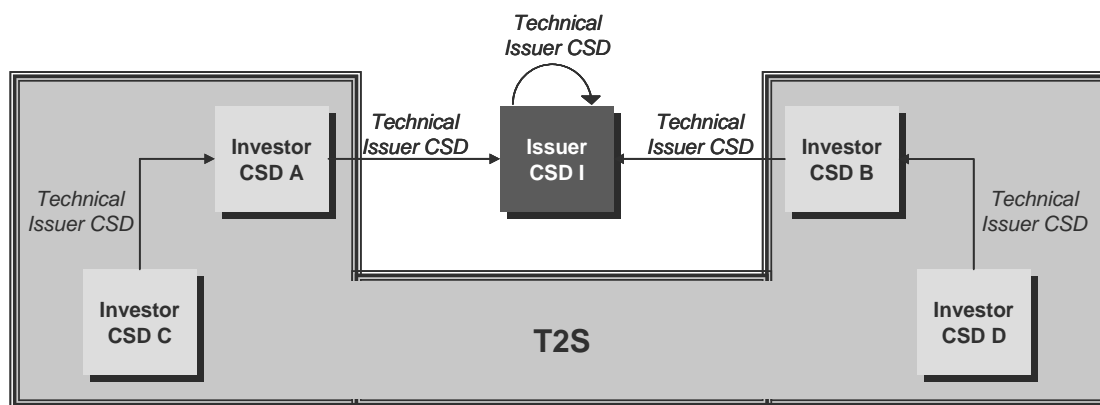 Technical
Issuer CSD
Investor
CSD A
Technical
Issuer CSD
Issuer
CSD I
Technical
Issuer CSD
Investor
CSD B
Technical
Issuer CSD
Technical
Issuer CSD
Investor
CSD C
T2S
Investor
CSD D